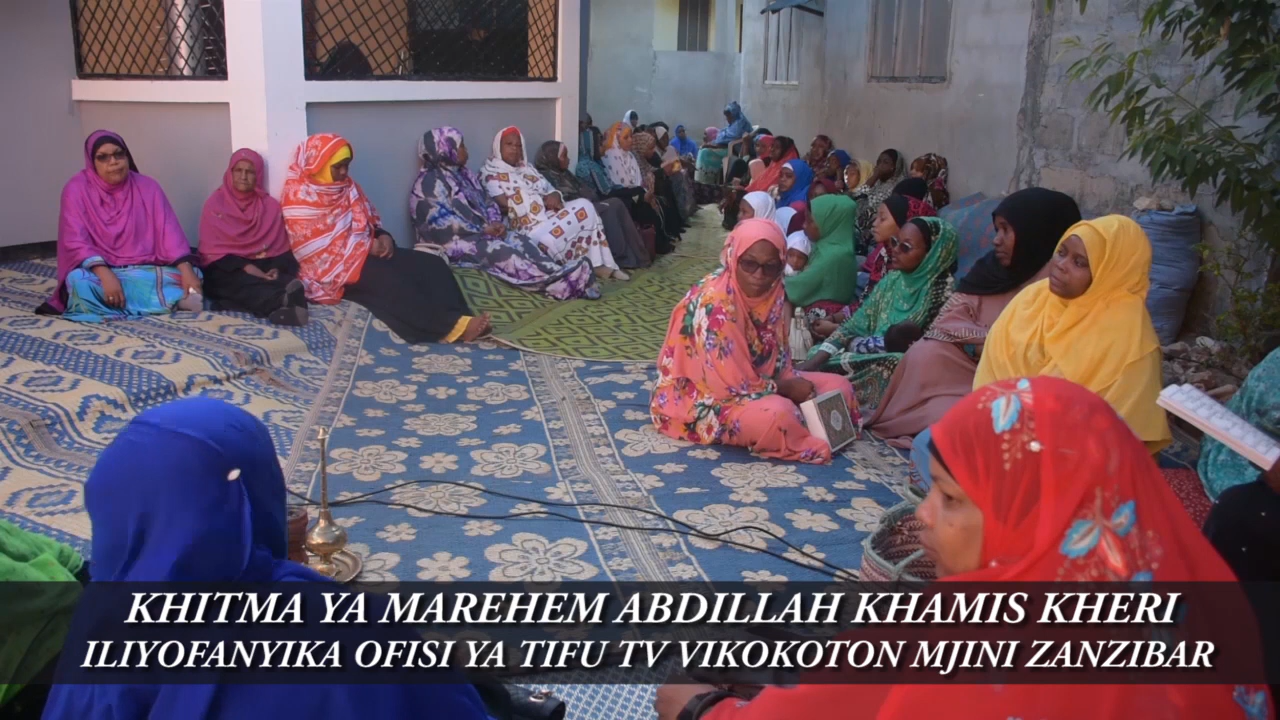 KHITMA YA MAREHEM ABDILLAH KHAMIS KHERI
ILIYOFANYIKA OFISI YA TIFU TV VIKOKOTON MJINI ZANZIBAR